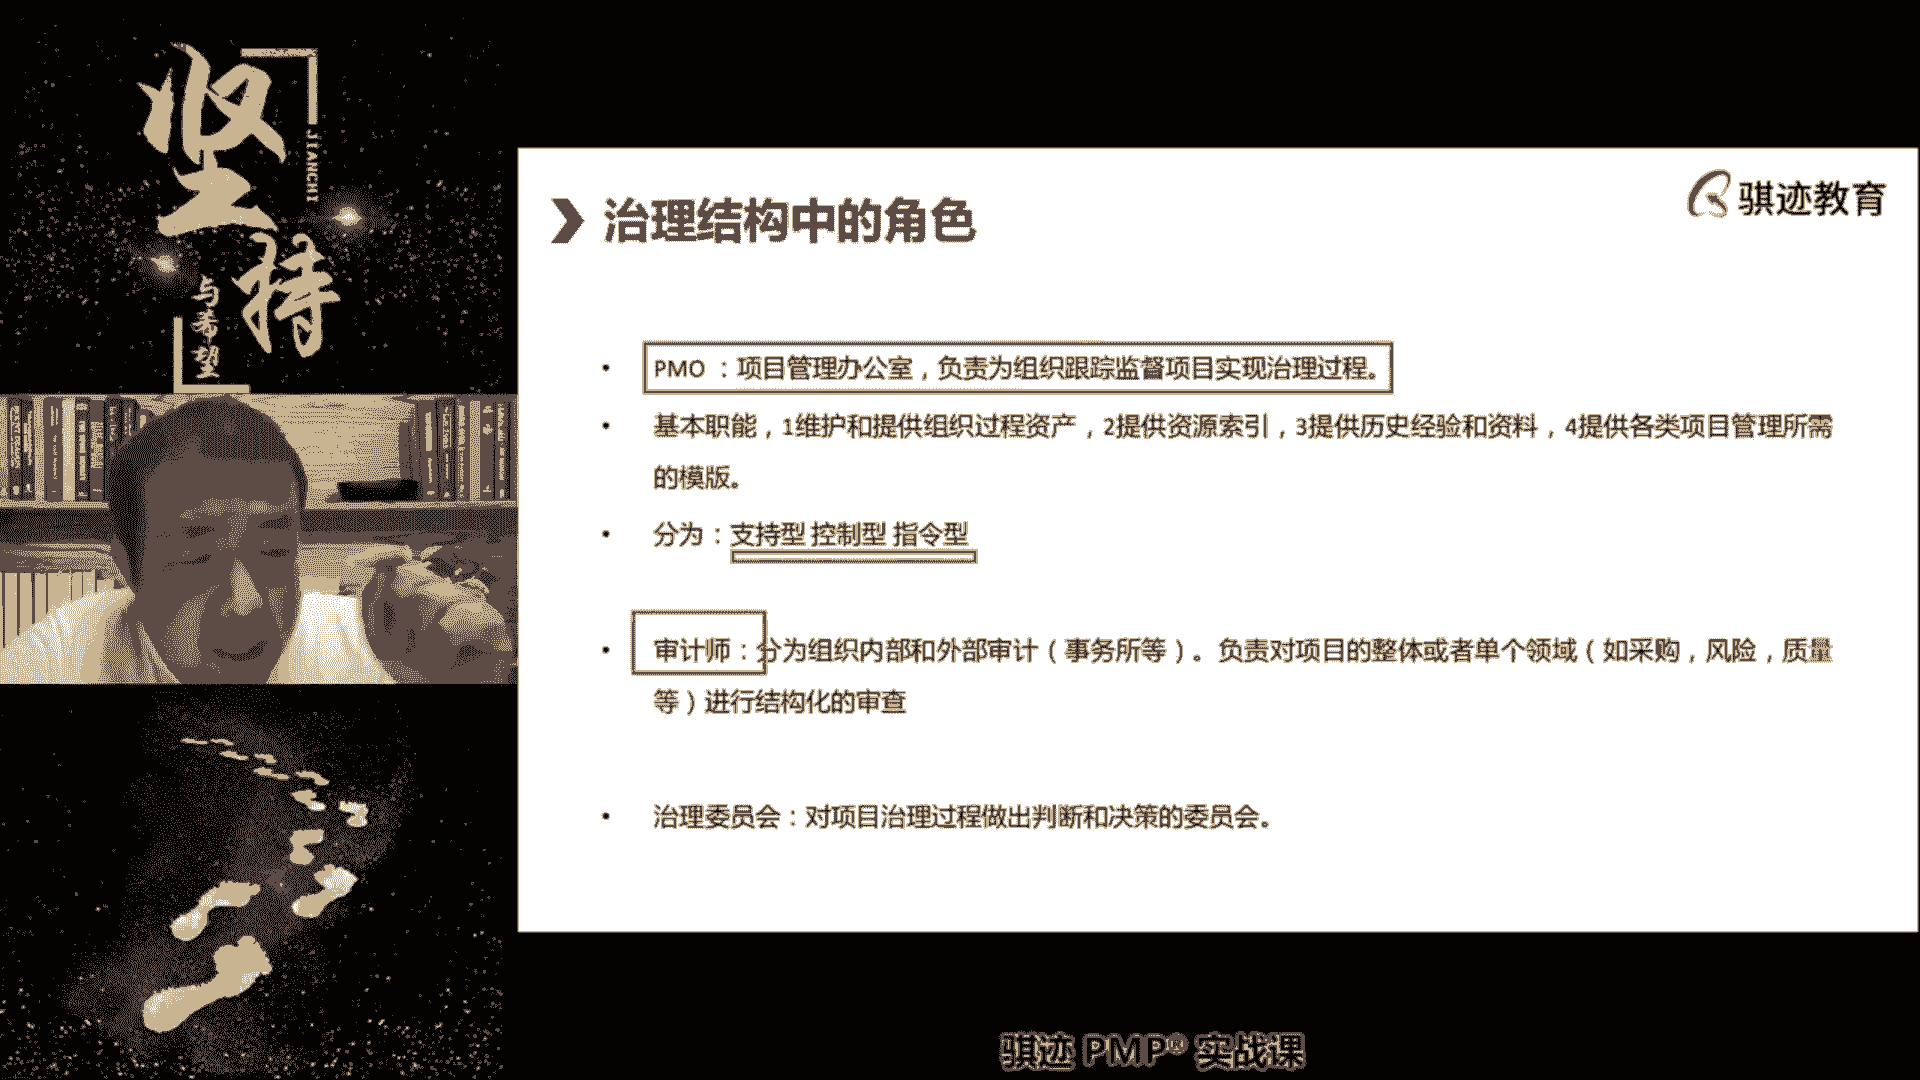 坚持
JIANCHI
与希望
骐迹教育
治理结构中的角色
• PMO ：项目管理办公室，负责为组织跟踪监督项目实现治理过程。
• 基本职能，1维护和提供组织过程资产，2提供资源索引，3提供历史经验和资料，4提供各类项目管理所需
的模版。
• 分为：支持型 控制型 指令型
• 审计师：分为组织内部和外部审计（事务所等）。负责对项目的整体或者单个领域（如采购，风险，质量
等）进行结构化的审查
• 治理委员会：对项目治理过程做出判断和决策的委员会。
骐迹 PMP® 实战课